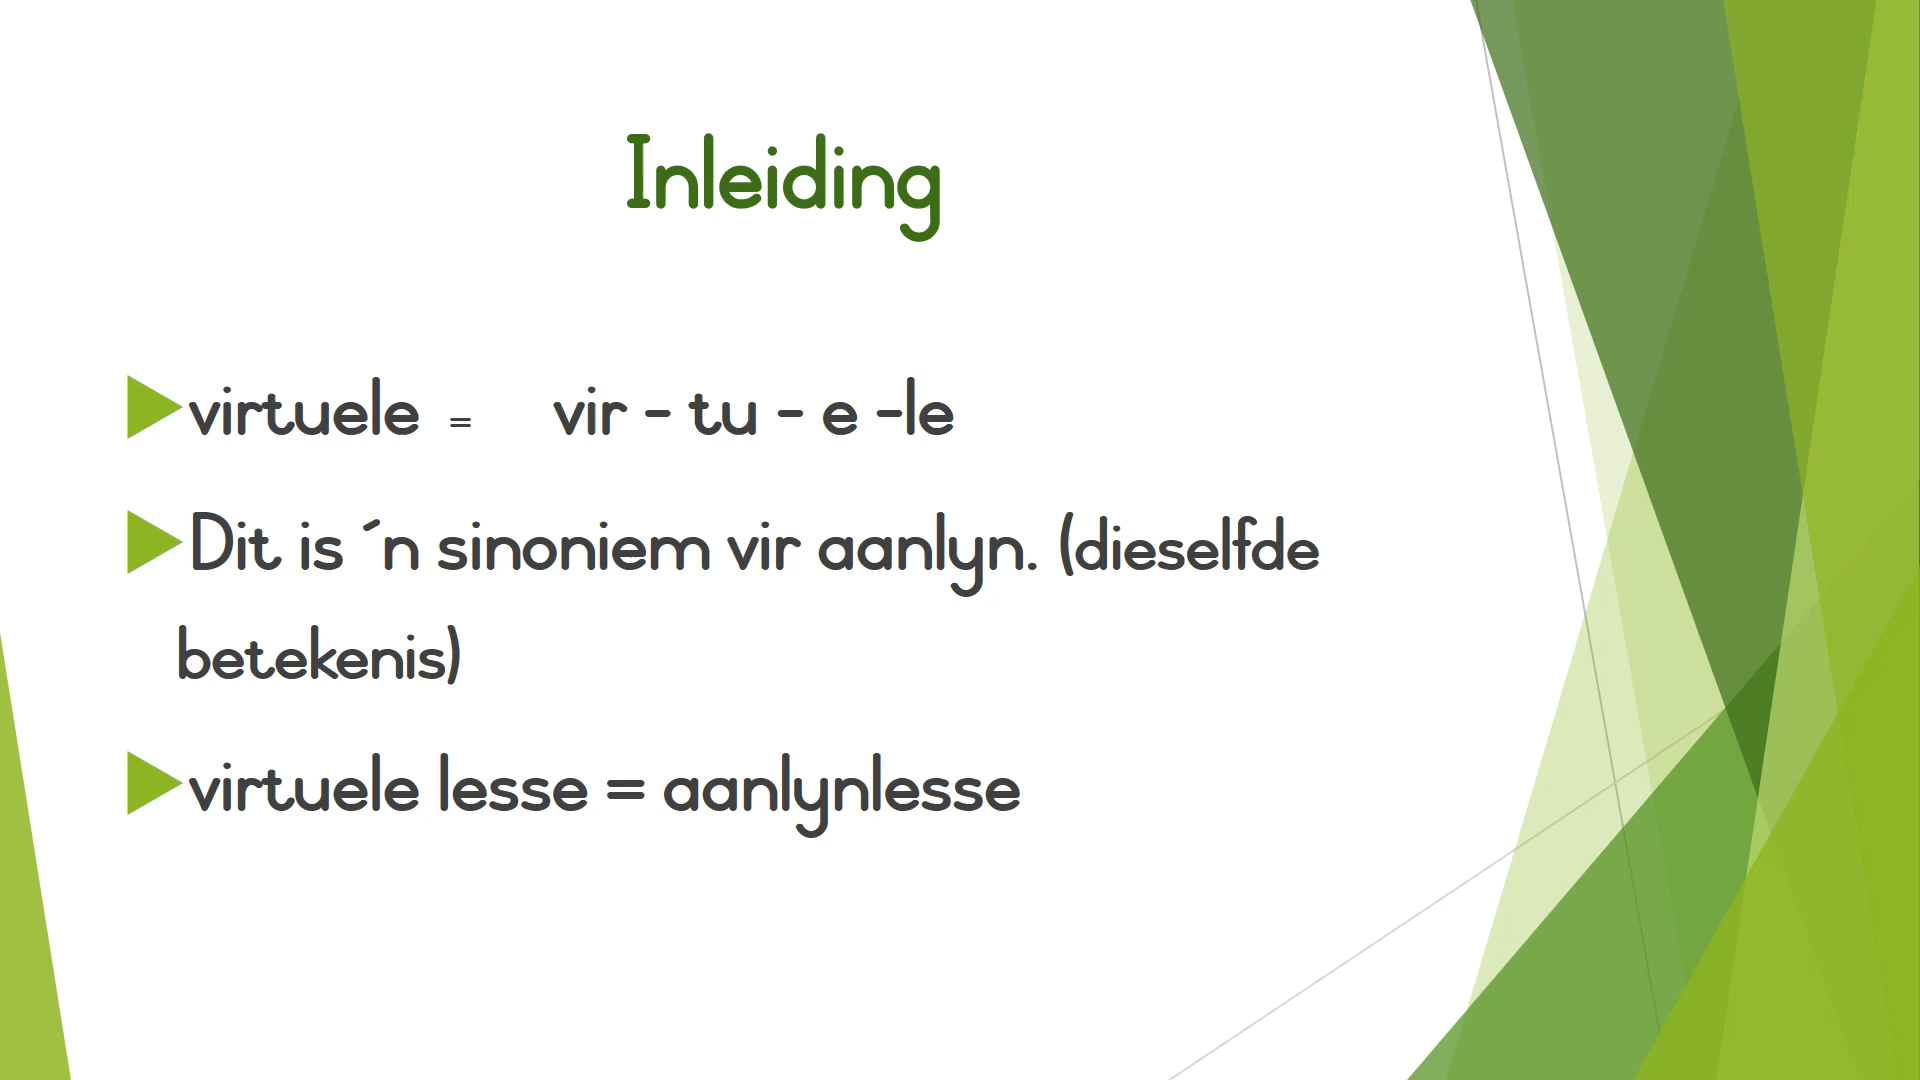 Inleiding
virtuele = vir - tu - e -le
Dit is ´n sinoniem vir aanlyn. (dieselfde
betekenis)
virtuele lesse = aanlynlesse